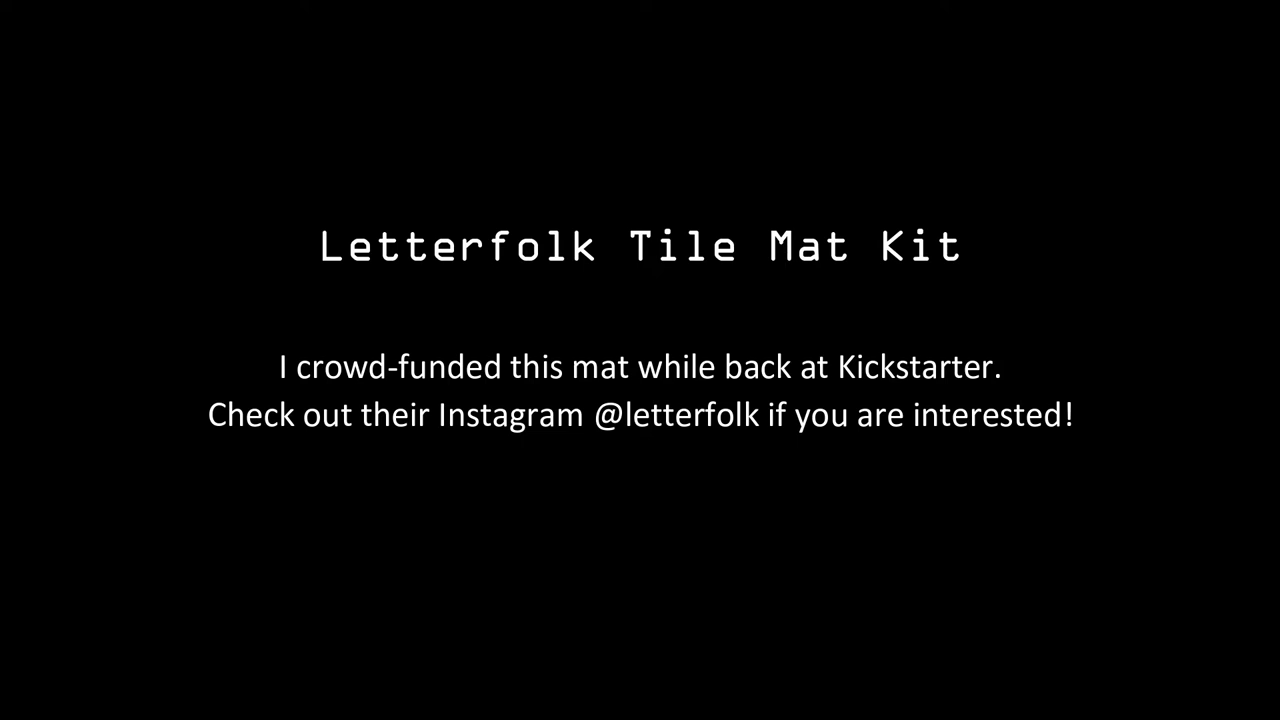 Letterfolk Tile Mat Kit
I crowd-funded this mat while back at Kickstarter.
Check out their Instagram @letterfolk if you are interested!